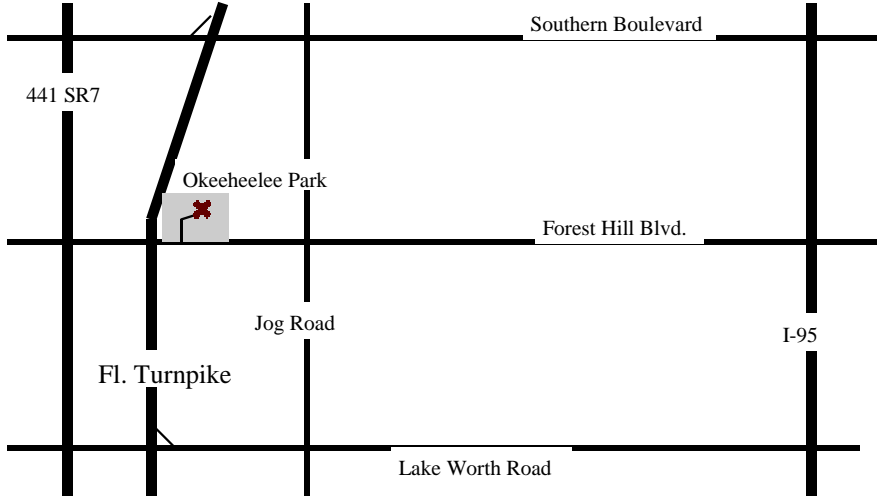 Southern Boulevard
441 SR7
Okeeheelee Park
Forest Hill Blvd.
Jog Road
I-95
Fl. Turnpike
Lake Worth Road